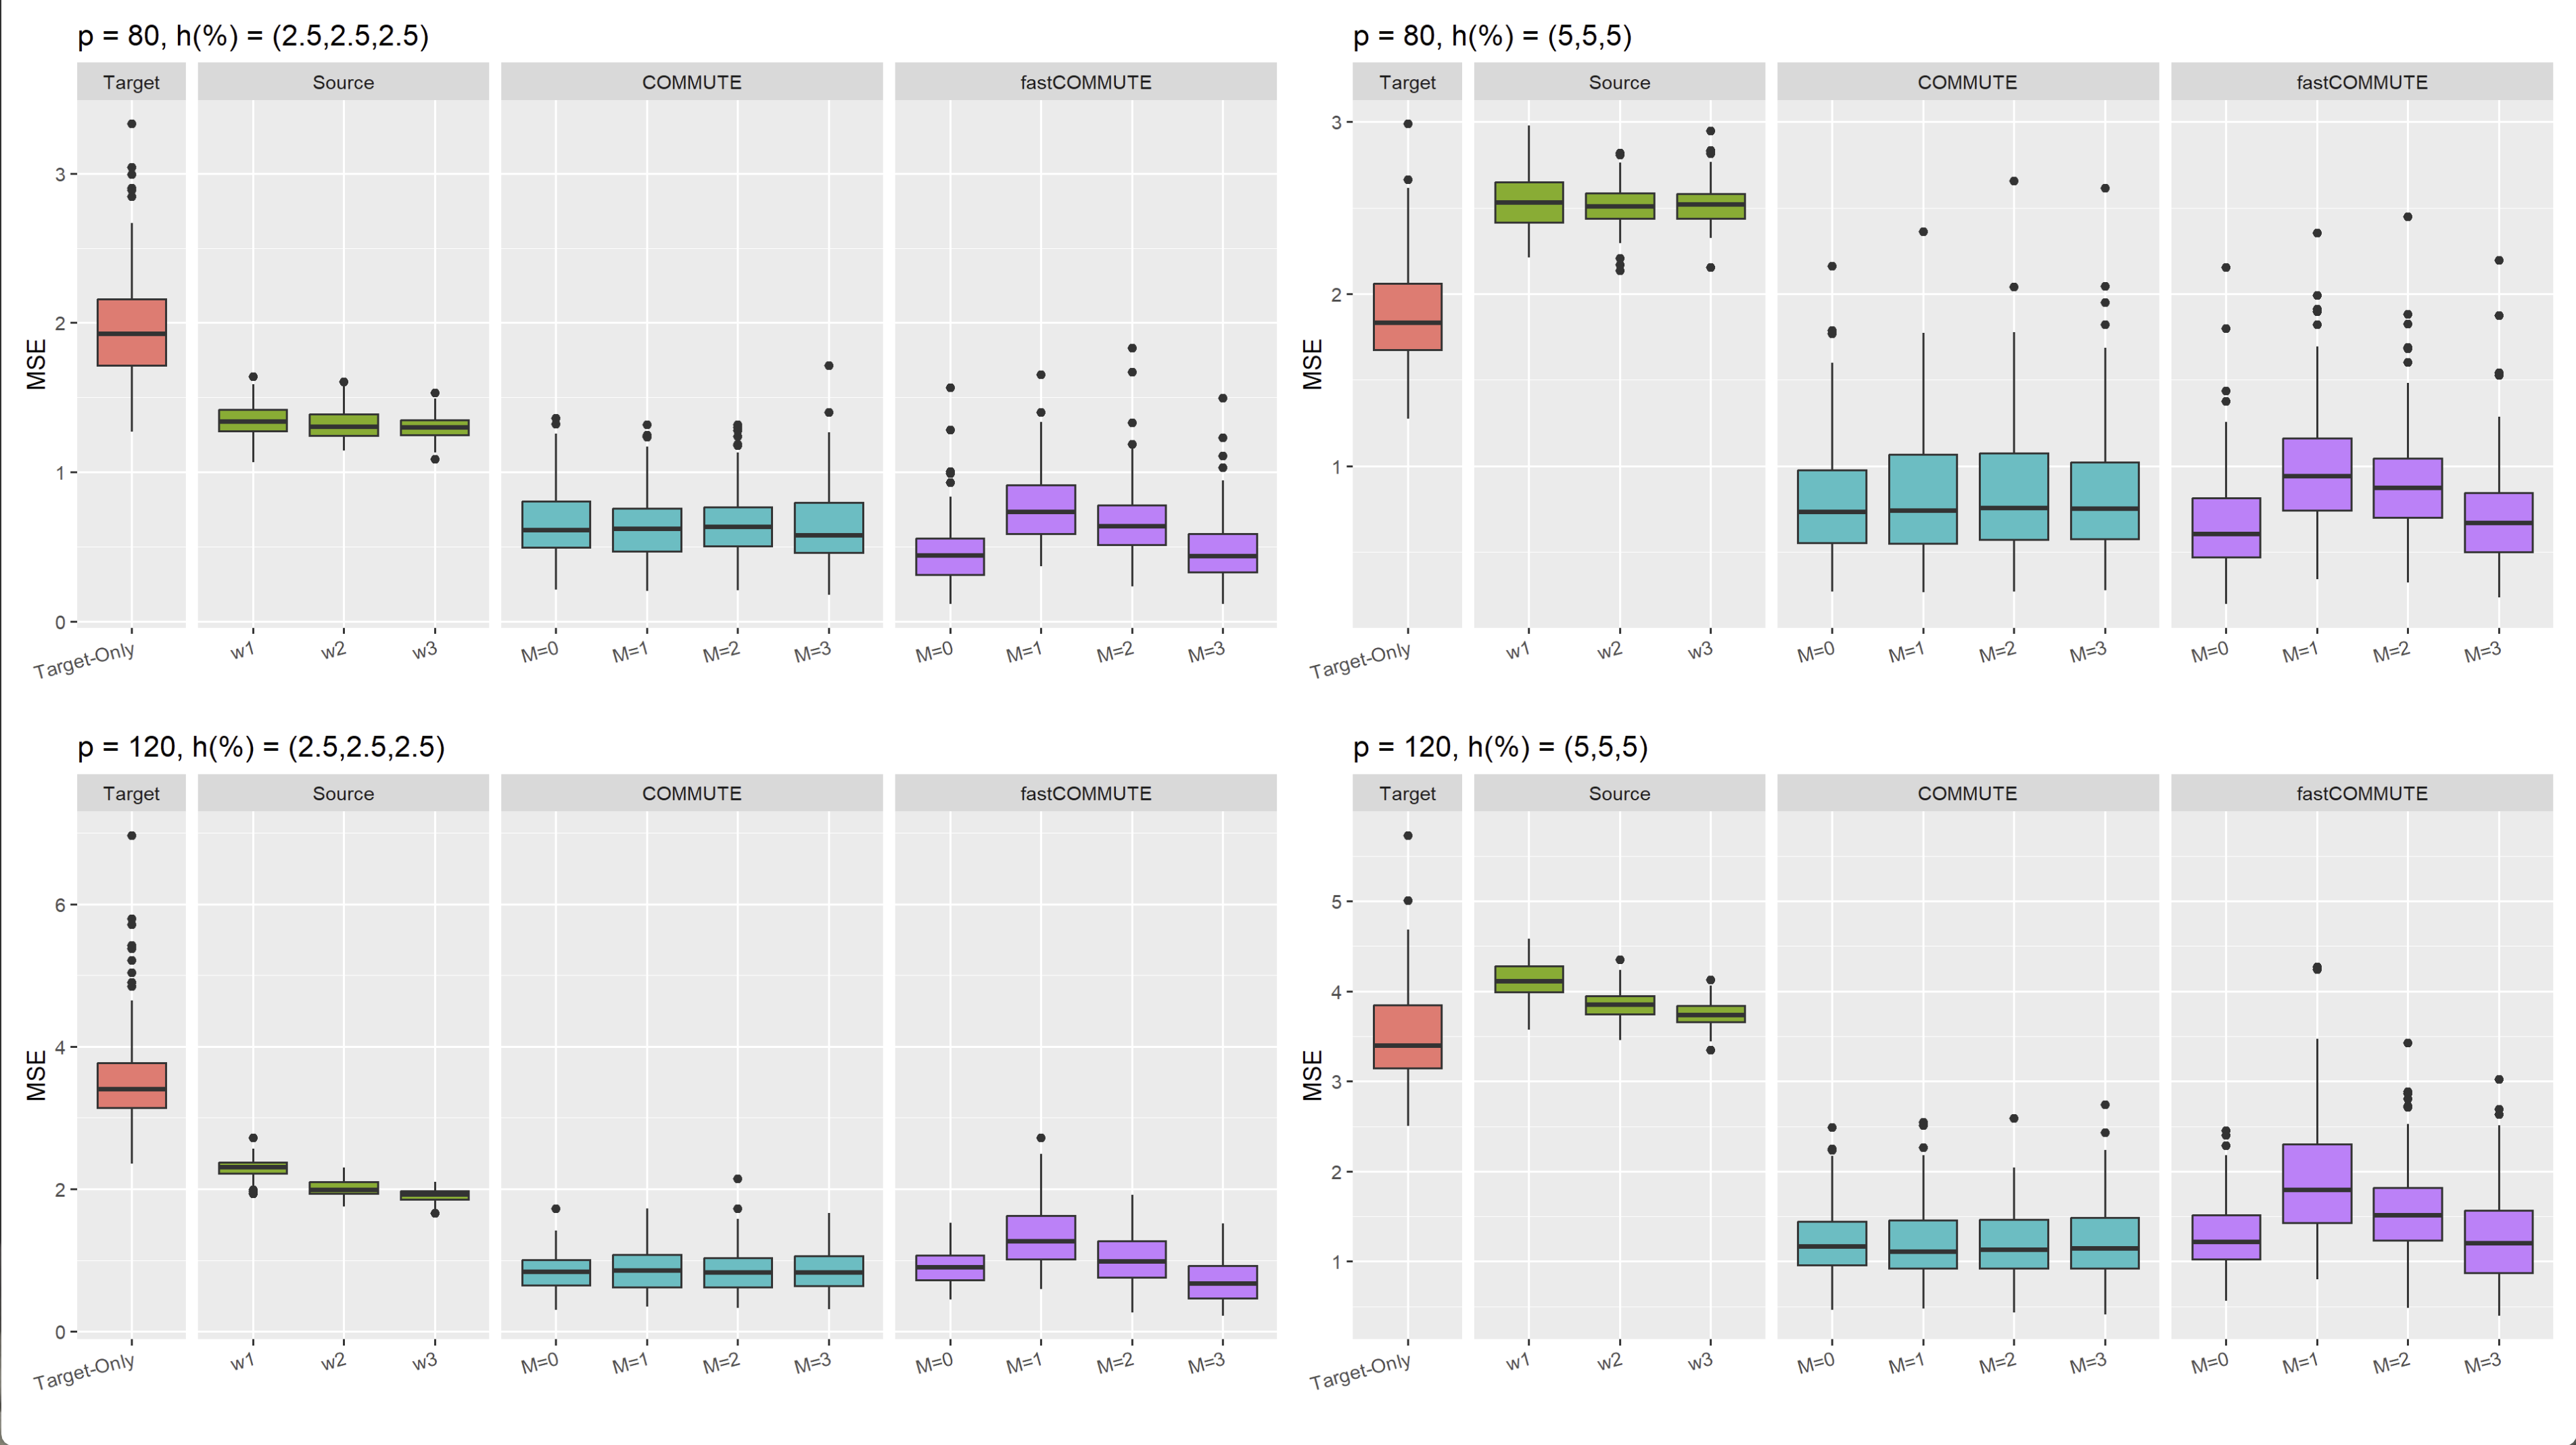 p = 80, h(%) = (2.5,2.5,2.5)
Target Source COMMUTE fastCOMMUTE
MSE
3
2
1
0
Target-Only w1 w2 w3 M=0 M=1 M=2 M=3 M=0 M=1 M=2 M=3
p = 80, h(%) = (5,5,5)
Target Source COMMUTE fastCOMMUTE
MSE
3
2
1
Target-Only w1 w2 w3 M=0 M=1 M=2 M=3 M=0 M=1 M=2 M=3
p = 120, h(%) = (2.5,2.5,2.5)
Target Source COMMUTE fastCOMMUTE
MSE
6
4
2
0
Target-Only w1 w2 w3 M=0 M=1 M=2 M=3 M=0 M=1 M=2 M=3
p = 120, h(%) = (5,5,5)
Target Source COMMUTE fastCOMMUTE
MSE
5
4
3
2
1
Target-Only w1 w2 w3 M=0 M=1 M=2 M=3 M=0 M=1 M=2 M=3